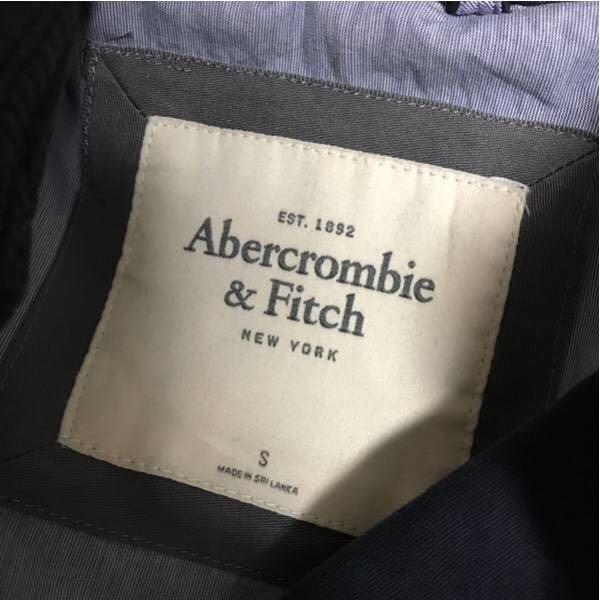 EST. 1892
Abercrombie
& Fitch
NEW YORK
S
MADE IN SRI LANKA